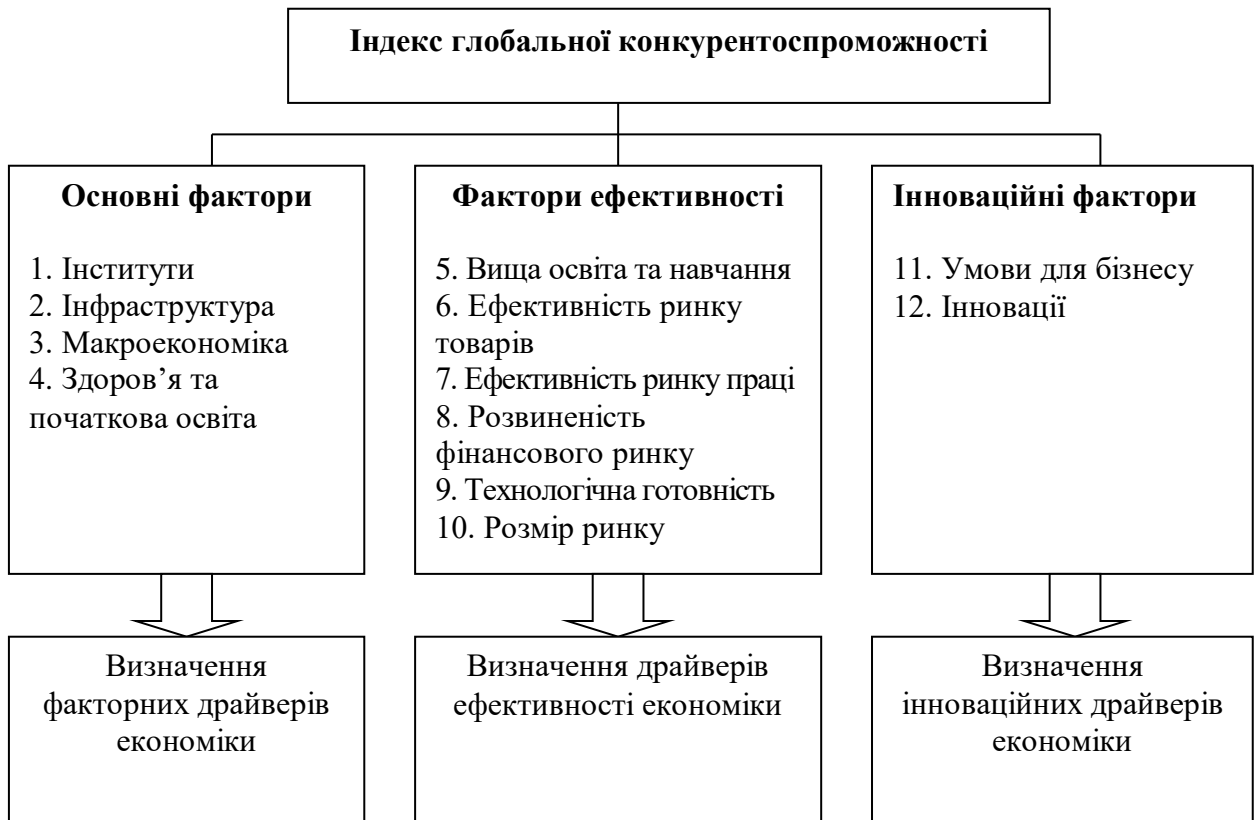 Індекс глобальної конкурентоспроможності
Основні фактори
1. Інститути
2. Інфраструктура
3. Макроекономіка
4. Здоров’я та
початкова освіта
Фактори ефективності
5. Вища освіта та навчання
6. Ефективність ринку
товарів
7. Ефективність ринку праці
8. Розвиненість
фінансового ринку
9. Технологічна готовність
10. Розмір ринку
Інноваційні фактори
11. Умови для бізнесу
12. Інновації
Визначення
факторних драйверів
економіки
Визначення драйверів
ефективності економіки
Визначення
інноваційних драйверів
економіки